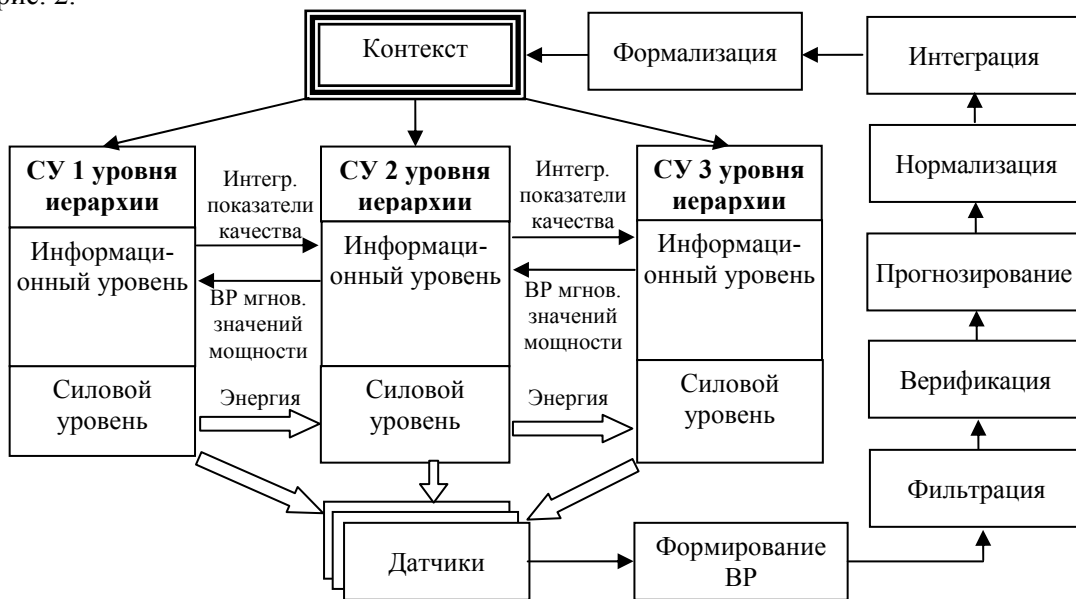 рис. 2.
Контекст
Формализация
Интеграция
СУ 1 уровня
иерархии
Интегр.
показатели
качества
СУ 2 уровня
иерархии
Интегр.
показатели
качества
СУ 3 уровня
иерархии
Нормализация
Информаци-
онный уровень
Информаци-
онный уровень
Информаци-
онный уровень
ВР мгнов.
значений
мощности
ВР мгнов.
значений
мощности
Прогнозирование
Силовой
уровень
Энергия
Силовой
уровень
Энергия
Силовой
уровень
Верификация
Фильтрация
Датчики
Формирование
ВР